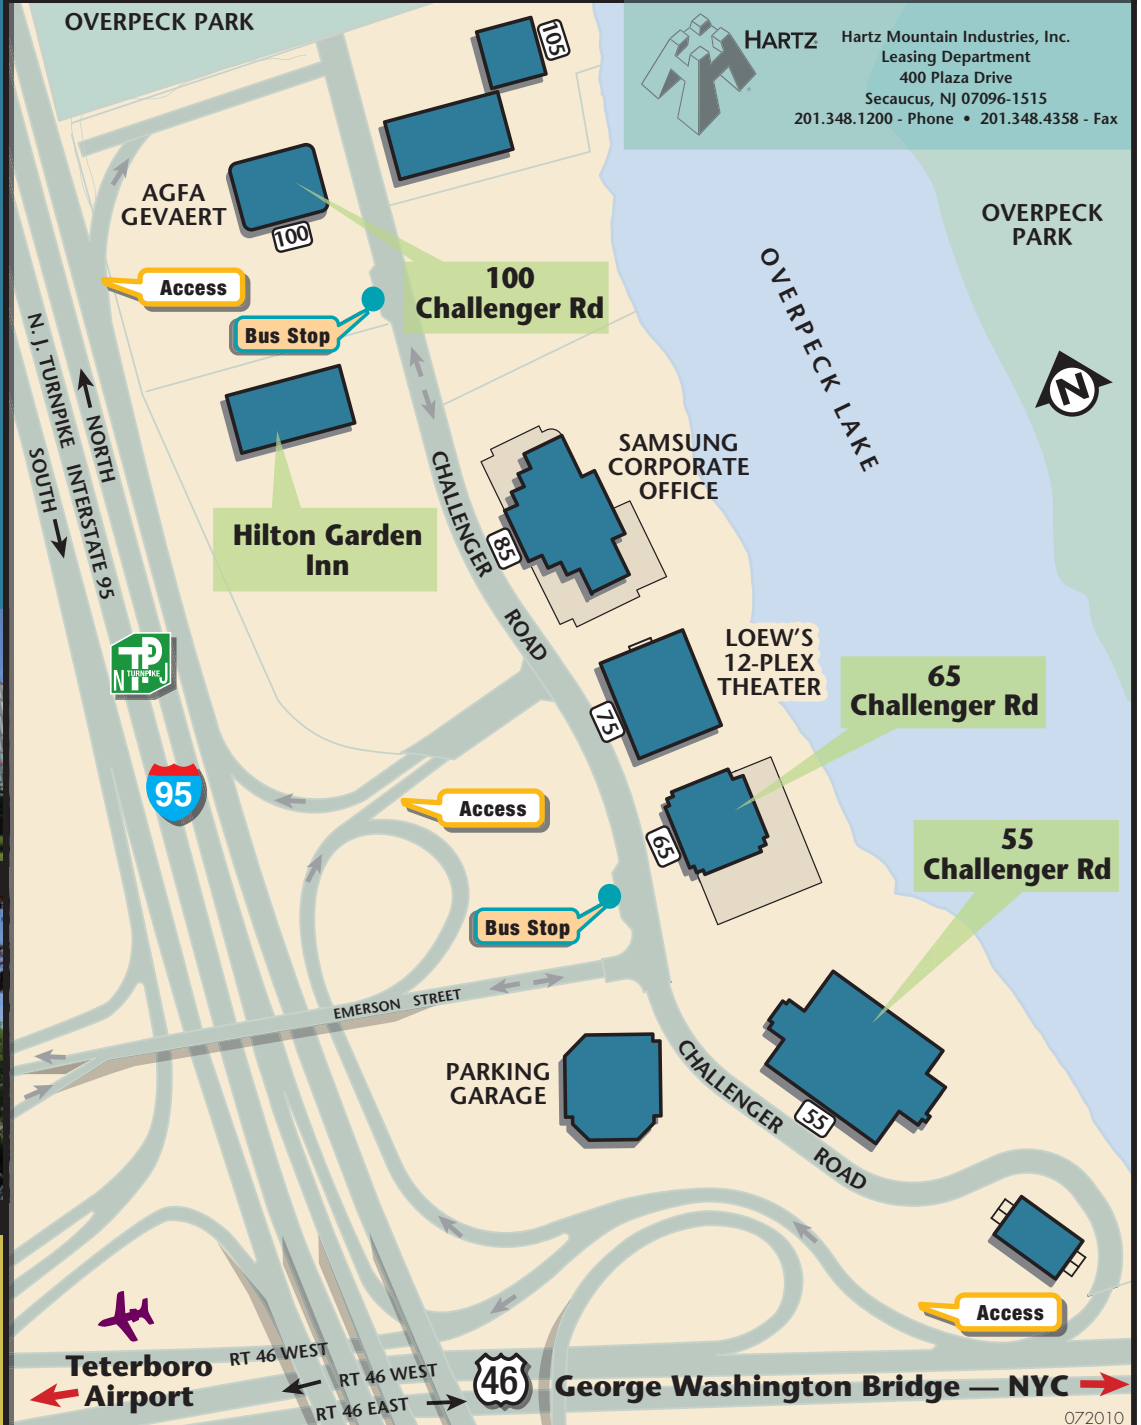 OVERPECK PARK
105
HARTZ
Hartz Mountain Industries, Inc.
Leasing Department
400 Plaza Drive
Secaucus, NJ 07096-1515
201.348.1200 - Phone • 201.348.4358 - Fax
AGFA
GEVAERT
100
OVERPECK
PARK
100
Challenger Rd
Access
Bus Stop
OVERPECK LAKE
N
N. J. TURNPIKE INTERSTATE 95
NORTH
SOUTH
CHALLENGER
ROAD
SAMSUNG
CORPORATE
OFFICE
85
Hilton Garden
Inn
LOEW'S
12-PLEX
THEATER
75
65
Challenger Rd
N TP J
TURNPIKE
95
Access
65
55
Challenger Rd
Bus Stop
EMERSON STREET
PARKING
GARAGE
CHALLENGER
ROAD
55
Access
Teterboro
Airport
RT 46 WEST
RT 46 WEST
RT 46 EAST
46
George Washington Bridge — NYC
072010